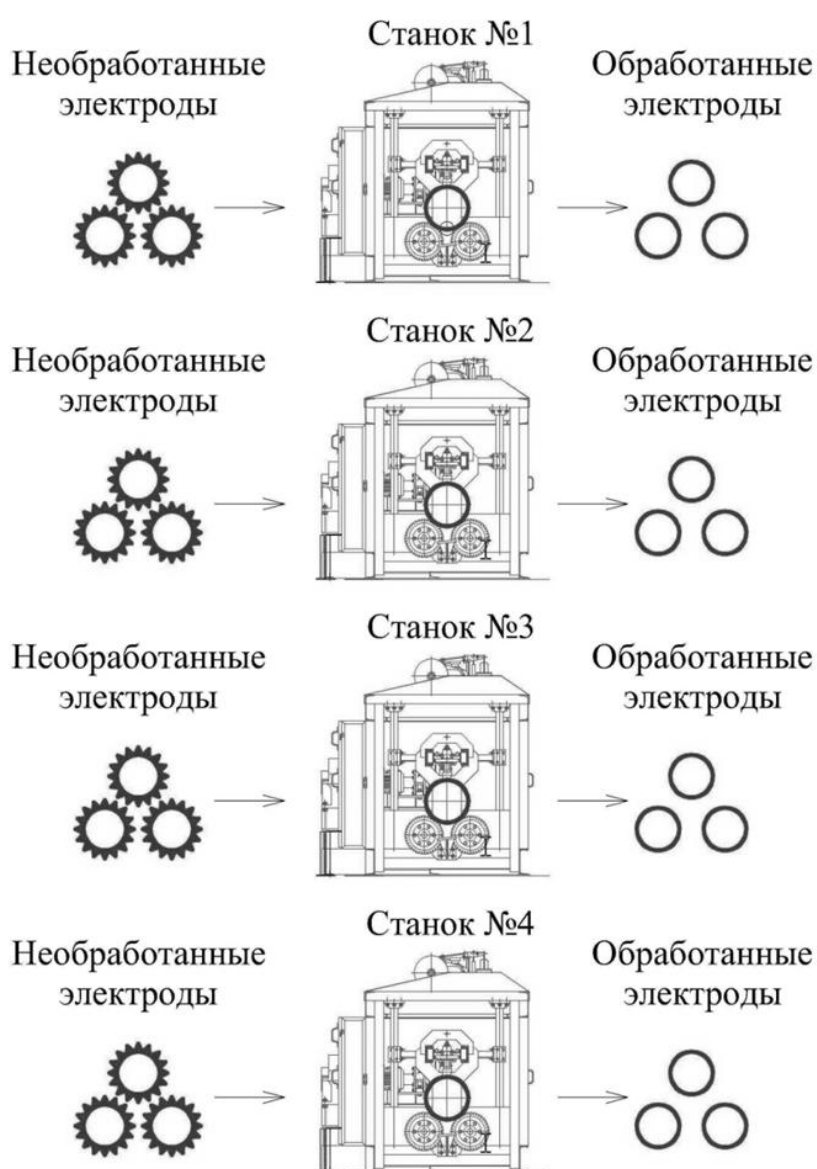 Станок №1
Необработанные
электроды
Обработанные
электроды
Станок №2
Необработанные
электроды
Обработанные
электроды
Станок №3
Необработанные
электроды
Обработанные
электроды
Станок №4
Необработанные
электроды
Обработанные
электроды